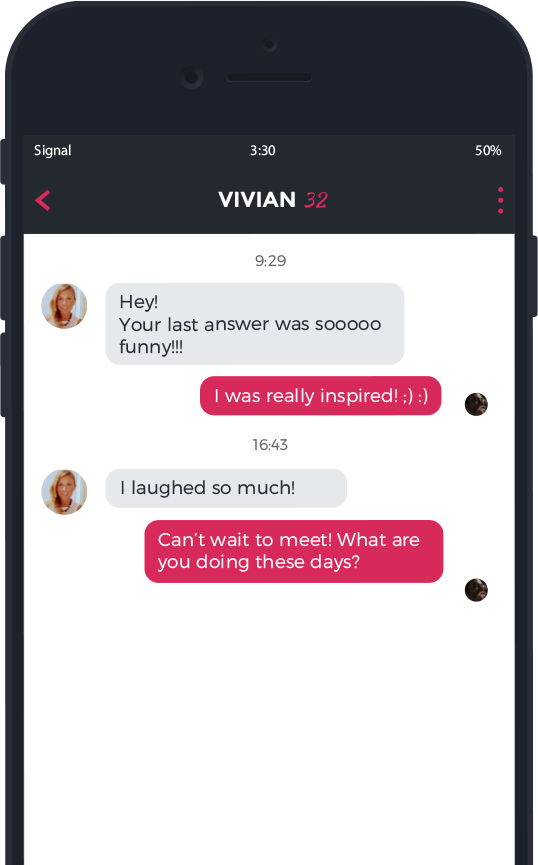 Signal 3:30 50%
VIVIAN 32
9:29
Hey!
Your last answer was sooooo
funny!!!
I was really inspired! ;) :)
16:43
I laughed so much!
Can't wait to meet! What are
you doing these days?